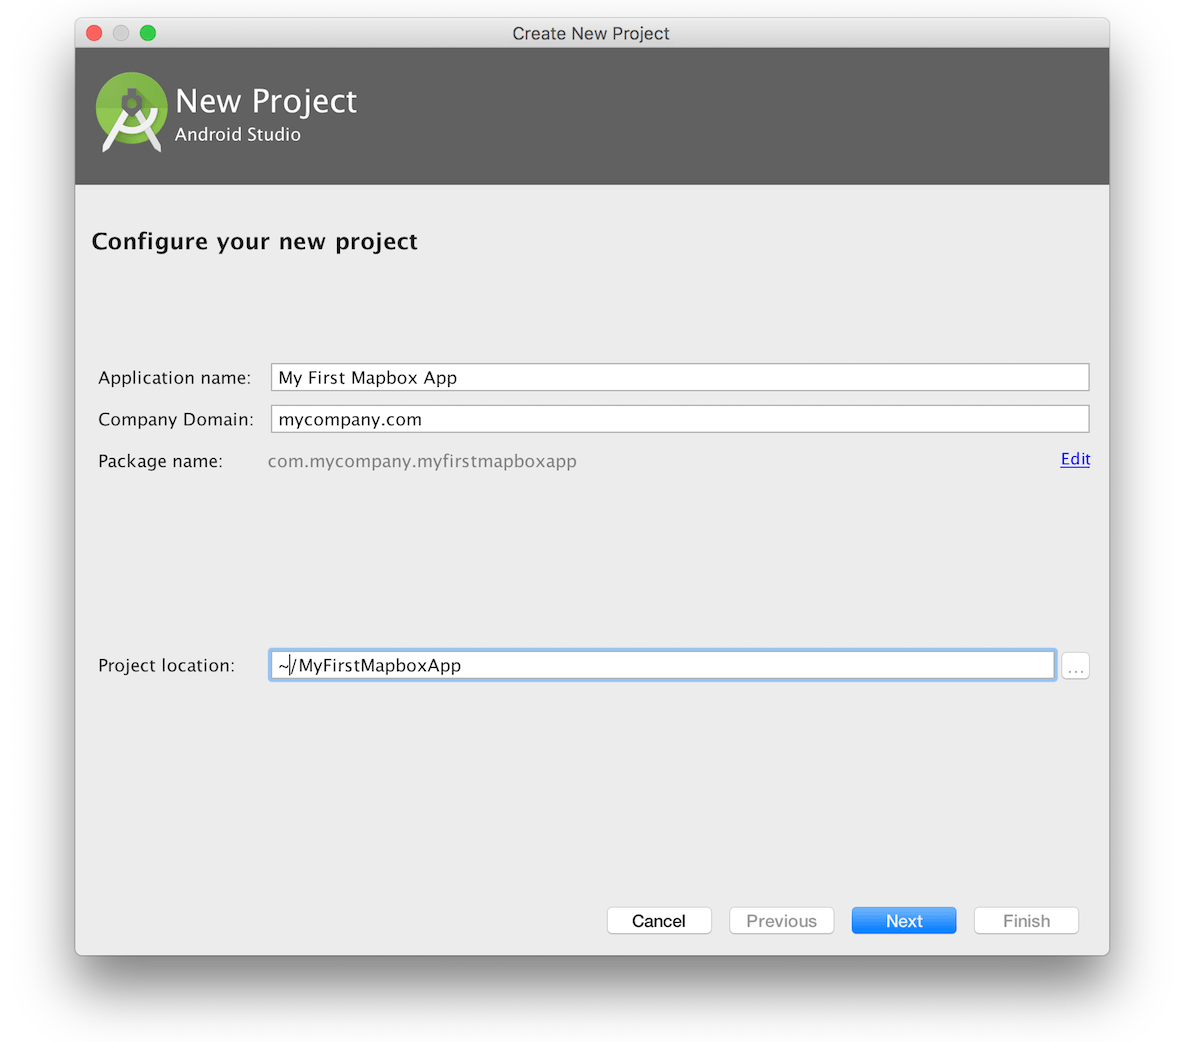 Create New Project
New Project
Android Studio
Configure your new project
Application name: My First Mapbox App
Company Domain: mycompany.com
Package name: com.mycompany.myfirstmapboxapp Edit
Project location: ~/MyFirstMapboxApp ...
Cancel Previous Next Finish